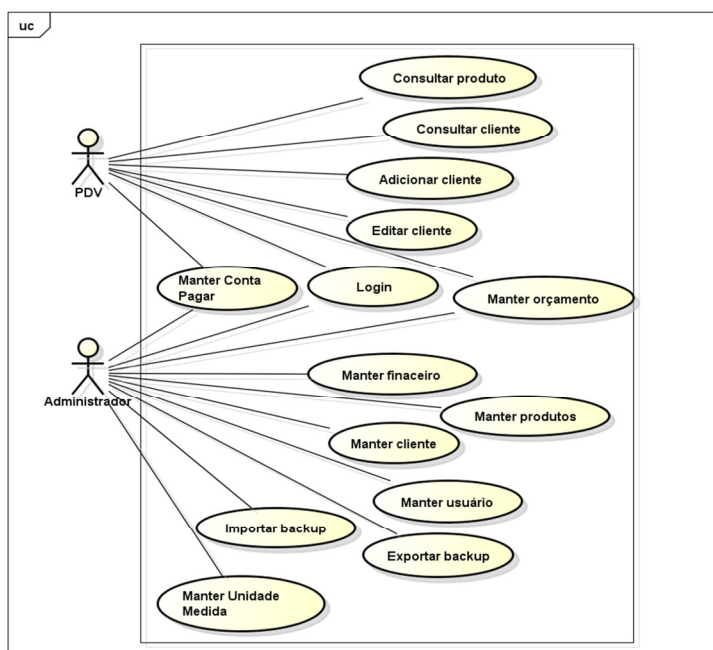 uc
Consultar produto
Consultar cliente
PDV
Adicionar cliente
Editar cliente
Manter Conta
Pagar
Login
Manter orçamento
Administrador
Manter finaceiro
Manter produtos
Manter cliente
Manter usuário
Importar backup
Exportar backup
Manter Unidade
Medida